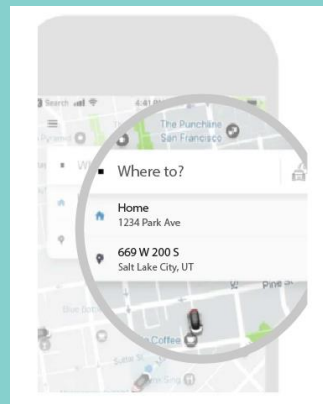 Search
4:41 PM
The Punchline
San Francisco
Where to?
Home
1234 Park Ave
669 W 200 S
Salt Lake City, UT
Pine St
Coffee